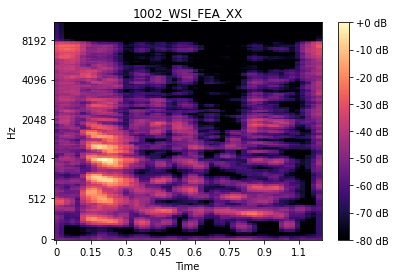 1002_WSI_FEA_XX
+0 dB
8192
-10 dB
4096
-20 dB
-30 dB
2048
Hz
-40 dB
1024
-50 dB
-60 dB
512
-70 dB
0
-80 dB
0 0.15 0.3 0.45 0.6 0.75 0.9 1.1
Time